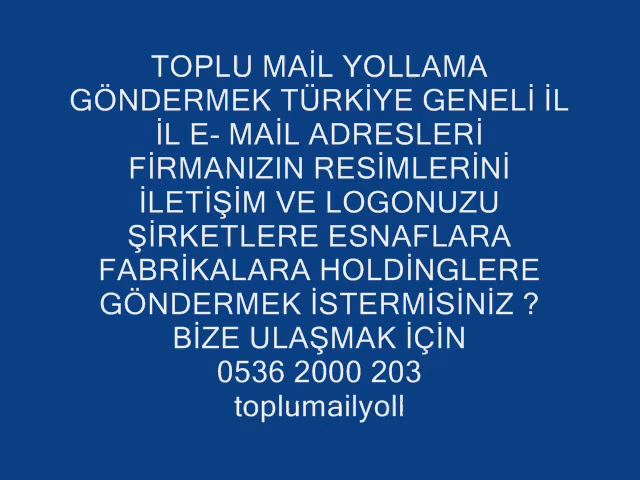 TOPLU MAİL YOLLAMA
GÖNDERMEK TÜRKİYE GENELİ İL
İL E- MAİL ADRESLERİ
FİRMANIZIN RESİMLERİNİ
İLETİŞİM VE LOGONUZU
ŞİRKETLERE ESNAFLARA
FABRİKALARA HOLDİNGLERE
GÖNDERMEK İSTERMİSİNİZ ?
BİZE ULAŞMAK İÇİN
0536 2000 203
toplumailyoll